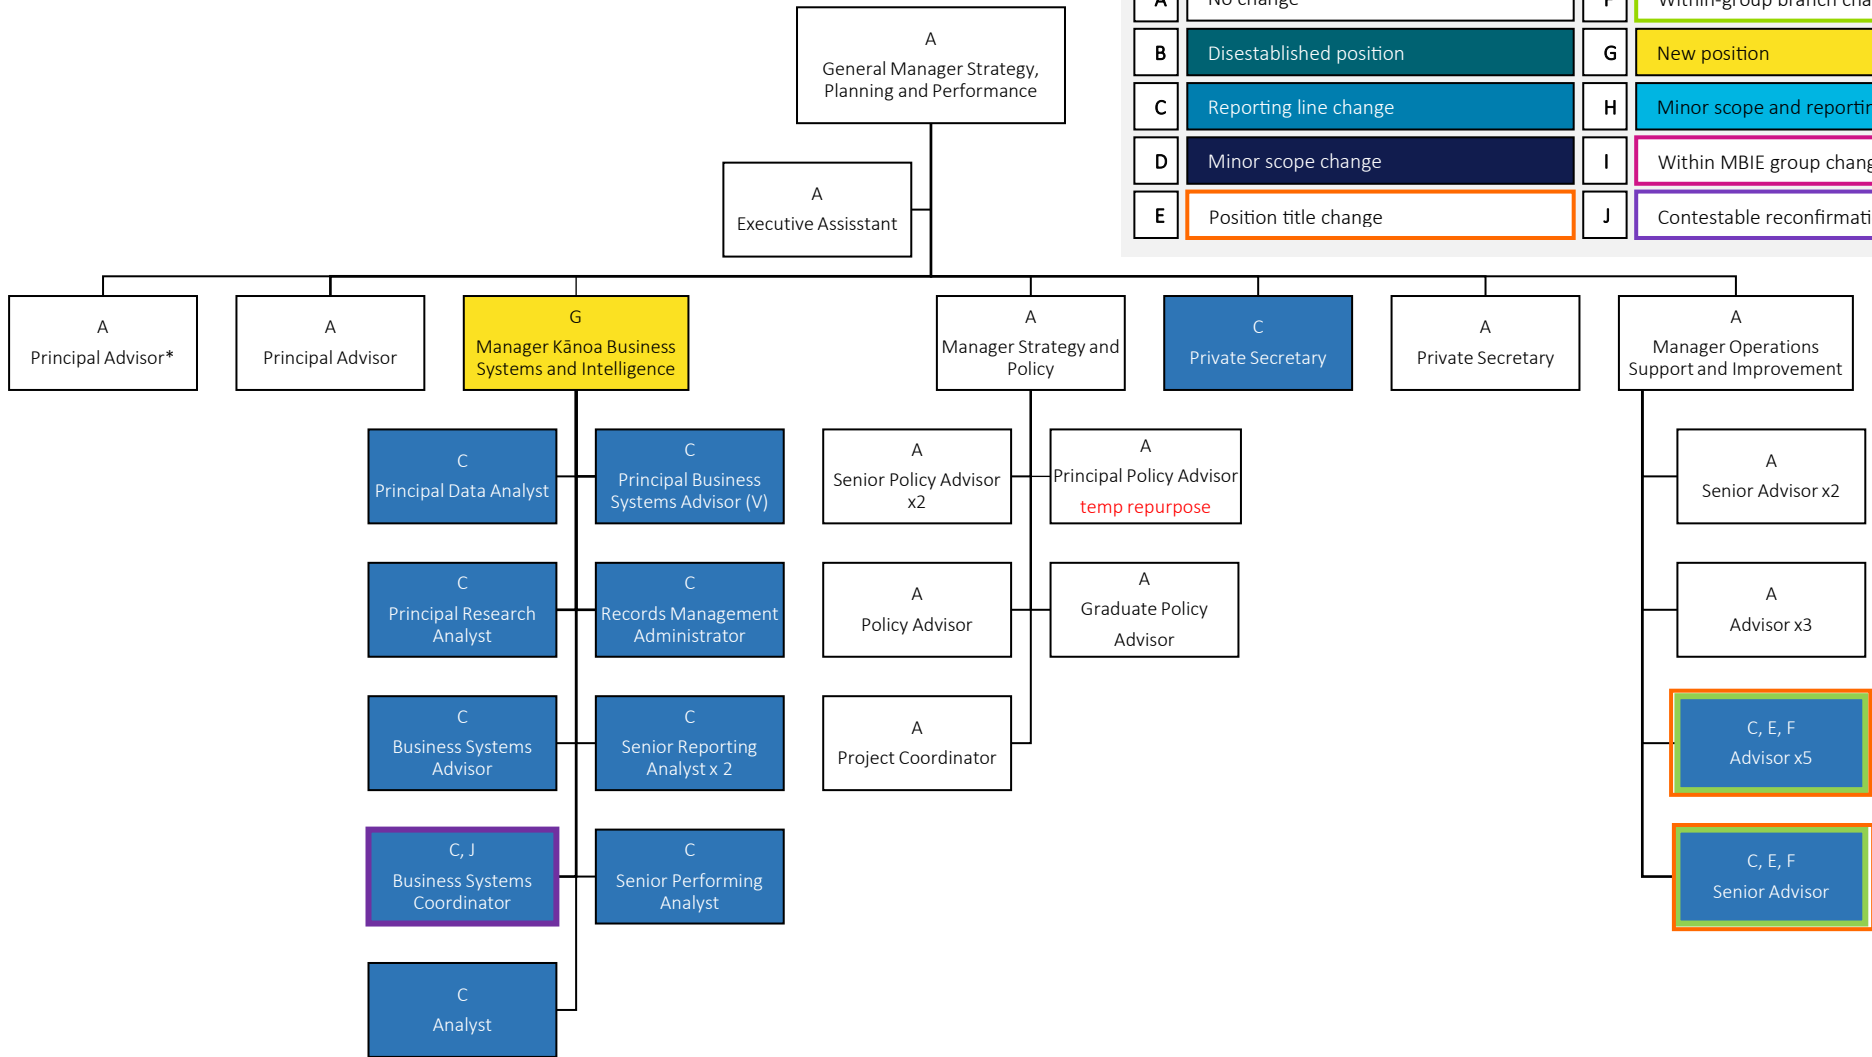 A
No change
F
Within-group branch cha
B
Disestablished position
G
New position
C
Reporting line change
H
Minor scope and reportin
D
Minor scope change
I
Within MBIE group chang
E
Position title change
J
Contestable reconfirmati
A
General Manager Strategy,
Planning and Performance
A
Executive Assisstant
A
Principal Advisor*
A
Principal Advisor
G
Manager Kānoa Business
Systems and Intelligence
A
Manager Strategy and
Policy
C
Private Secretary
A
Private Secretary
A
Manager Operations
Support and Improvement
C
Principal Data Analyst
C
Principal Business
Systems Advisor (V)
C
Principal Research
Analyst
C
Records Management
Administrator
C
Business Systems
Advisor
C
Senior Reporting
Analyst x 2
C, J
Business Systems
Coordinator
C
Senior Performing
Analyst
C
Analyst
A
Senior Policy Advisor
x2
A
Principal Policy Advisor
temp repurpose
A
Policy Advisor
A
Graduate Policy
Advisor
A
Project Coordinator
A
Senior Advisor x2
A
Advisor x3
C, E, F
Advisor x5
C, E, F
Senior Advisor